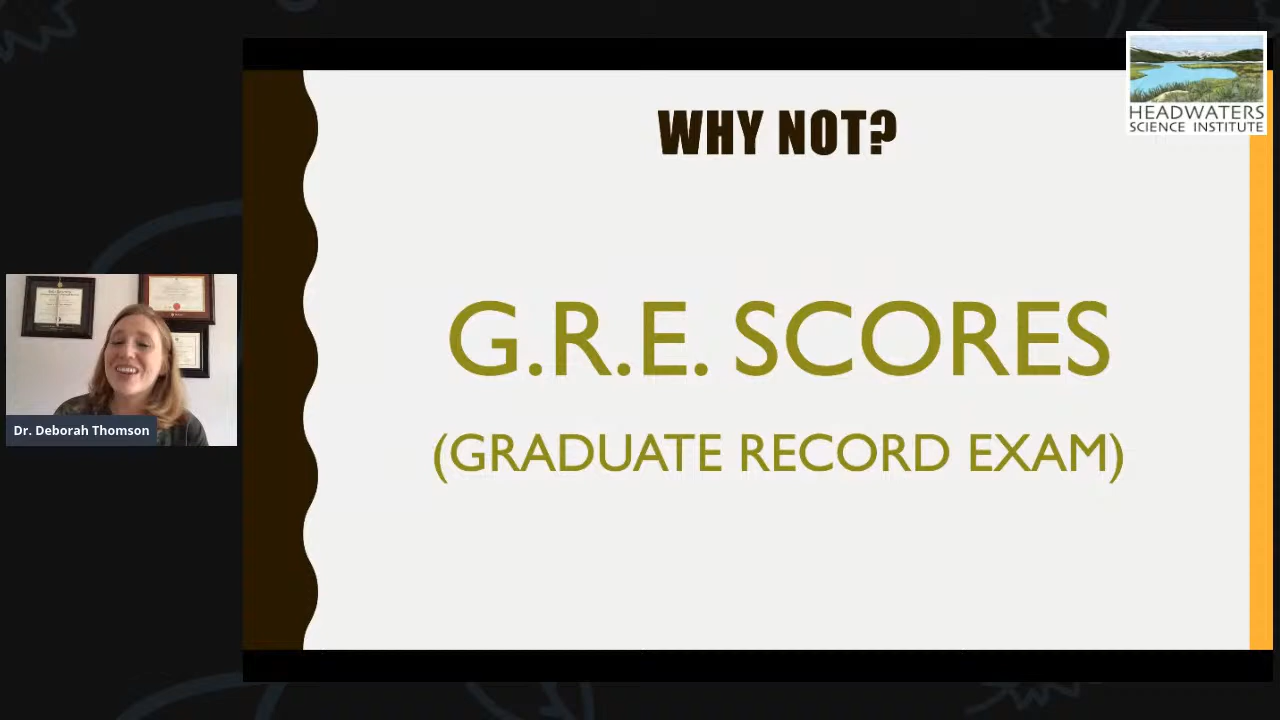 WHY NOT?
HEADWATERS
SCIENCE INSTITUTE
G.R.E. SCORES
(GRADUATE RECORD EXAM)
Dr. Deborah Thomson